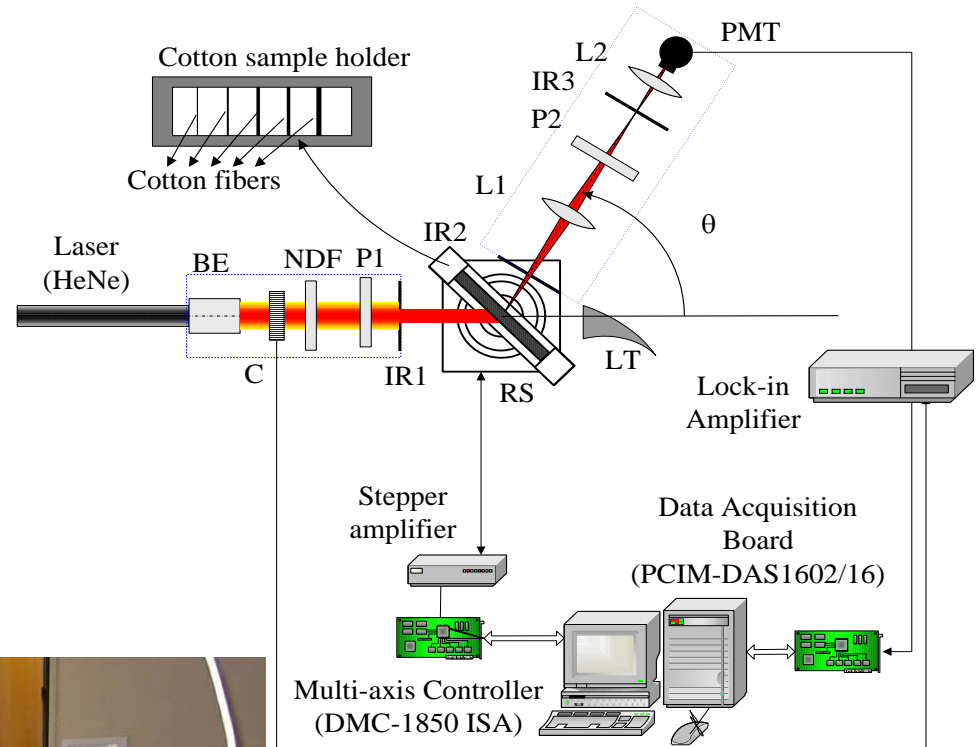 PMT
Cotton sample holder
L2
IR3
P2
Cotton fibers
L1
θ
IR2
Laser
(HeNe)
BE
NDF
P1
C
IR1
RS
LT
Lock-in
Amplifier
Stepper
amplifier
Data Acquisition
Board
(PCIM-DAS1602/16)
Multi-axis Controller
(DMC-1850 ISA)